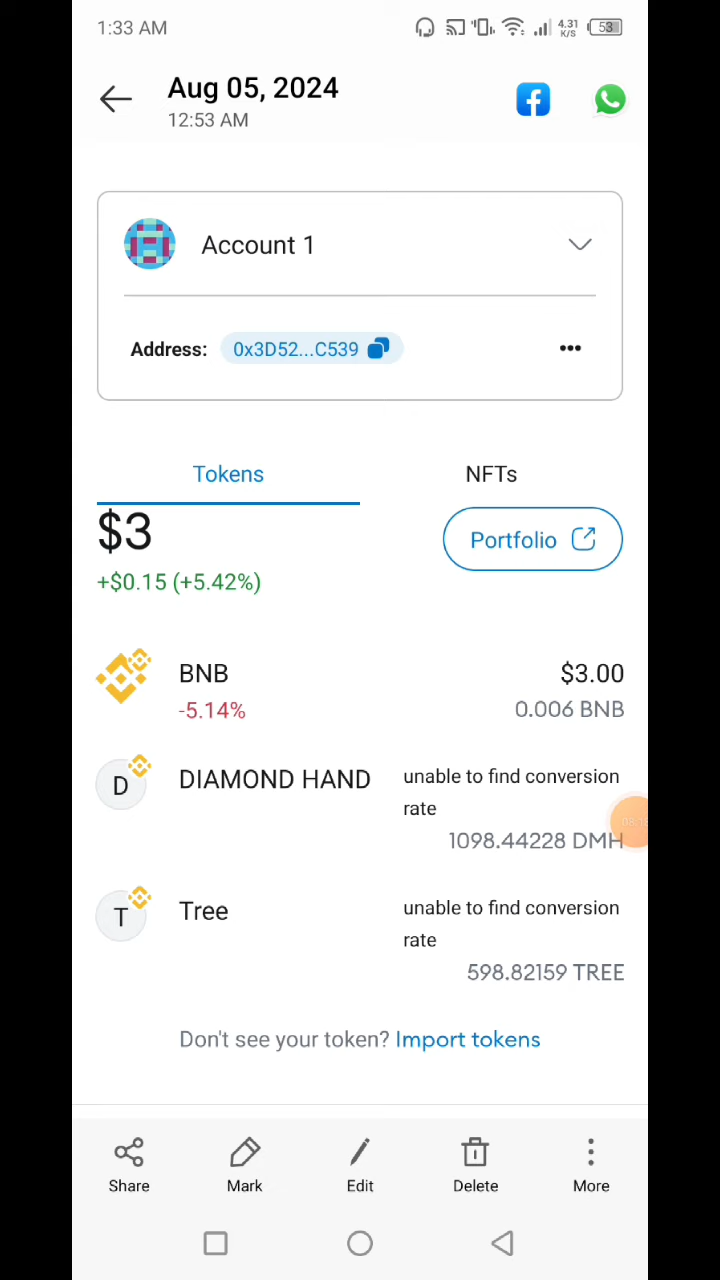 1:33 AM 4.31 K/S 53
Aug 05, 2024
12:53 AM
Account 1
Address: 0x3D52...C539
Tokens NFTs
$3 Portfolio
+$0.15 (+5.42%)
BNB $3.00
-5.14% 0.006 BNB
D DIAMOND HAND unable to find conversion
rate
1098.44228 DMH
T Tree unable to find conversion
rate
598.82159 TREE
Don't see your token? Import tokens
Share Mark Edit Delete More